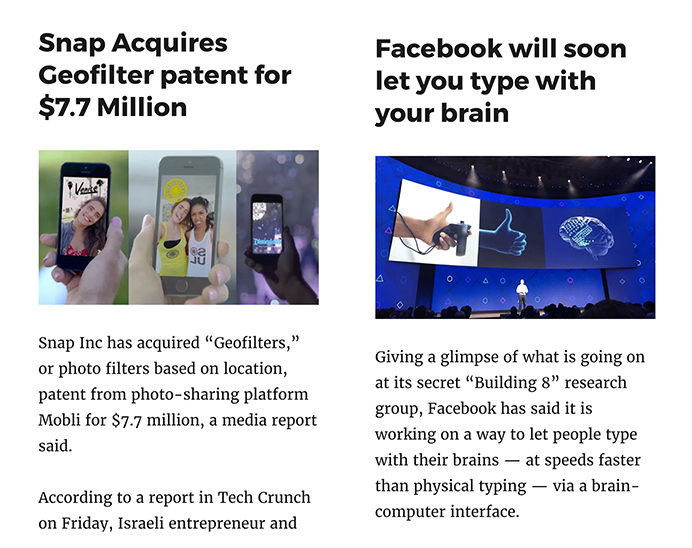 Snap Acquires
Geofilter patent for
$7.7 Million
Venice
Snap Inc has acquired “Geofilters,”
or photo filters based on location,
patent from photo-sharing platform
Mobli for $7.7 million, a media report
said.
According to a report in Tech Crunch
on Friday, Israeli entrepreneur and
Facebook will soon
let you type with
your brain
Giving a glimpse of what is going on
at its secret “Building 8” research
group, Facebook has said it is
working on a way to let people type
with their brains — at speeds faster
than physical typing — via a brain-
computer interface.